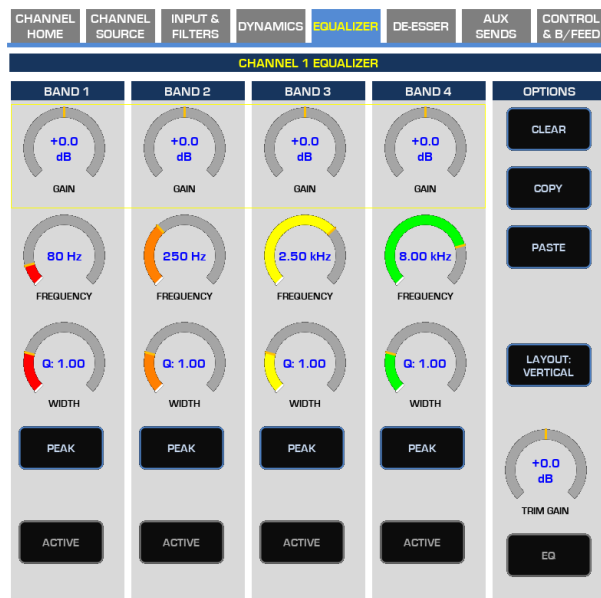 CHANNEL HOME
CHANNEL SOURCE
INPUT & FILTERS
DYNAMICS
EQUALIZER
DE-ESSER
AUX SENDS
CONTROL & B/FEED
CHANNEL 1 EQUALIZER
BAND 1
BAND 2
BAND 3
BAND 4
OPTIONS
+0.0 dB
+0.0 dB
+0.0 dB
+0.0 dB
CLEAR
GAIN
GAIN
GAIN
GAIN
COPY
80 Hz
250 Hz
2.50 kHz
8.00 kHz
PASTE
FREQUENCY
FREQUENCY
FREQUENCY
FREQUENCY
Q: 1.00
Q: 1.00
Q: 1.00
Q: 1.00
LAYOUT: VERTICAL
WIDTH
WIDTH
WIDTH
WIDTH
PEAK
PEAK
PEAK
PEAK
+0.0 dB
TRIM GAIN
ACTIVE
ACTIVE
ACTIVE
ACTIVE
EQ